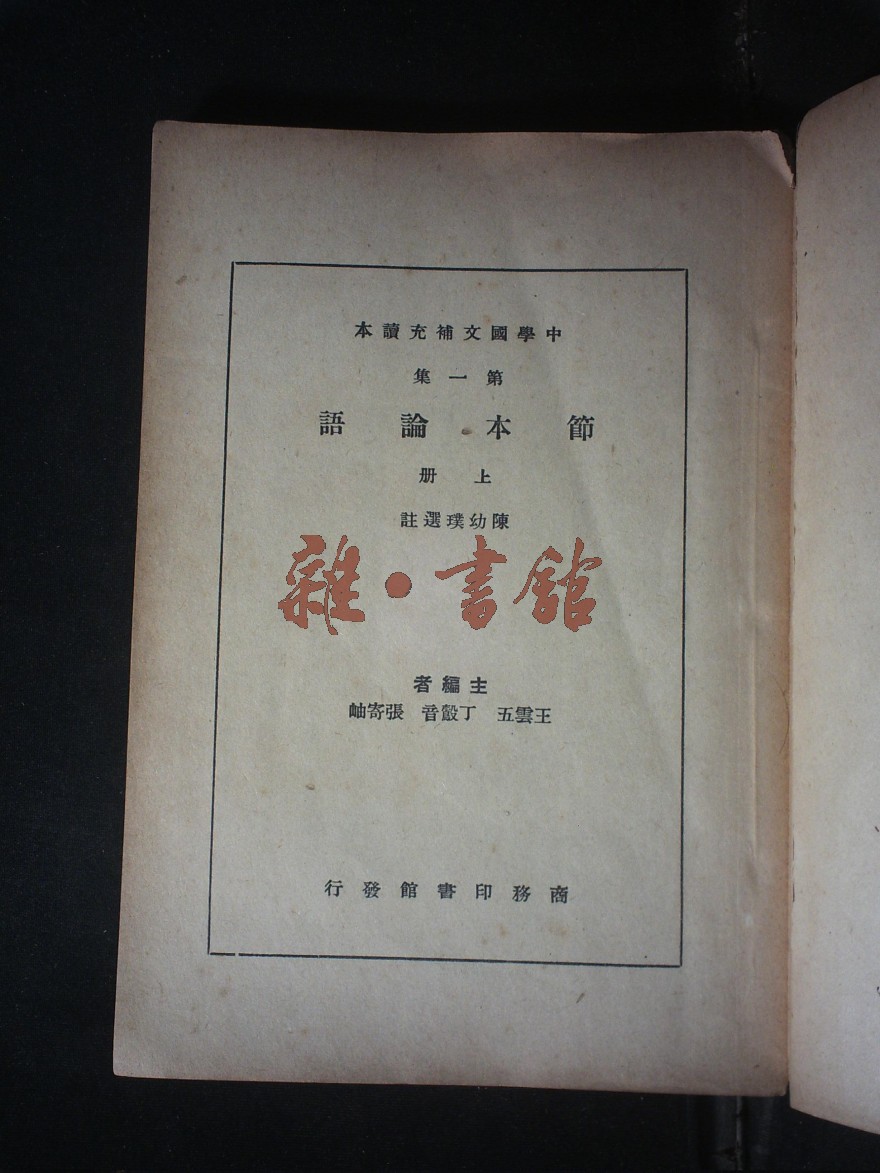 中學國文補充讀本
第一集
節本論語
上册
陳幼璞選註
雜·書館
主編者
王雲五 丁㲄音 張寄岫
商務印書館發行